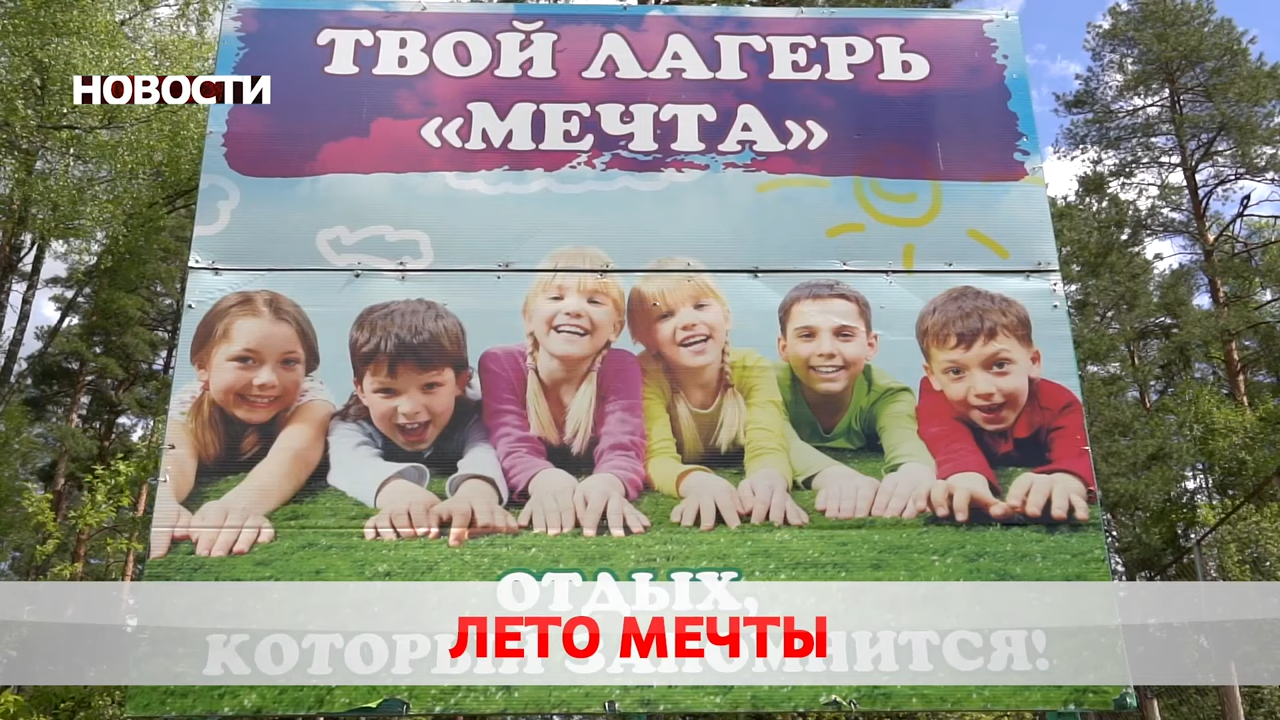 НОВОСТИ
ТВОЙ ЛАГЕРЬ
«МЕЧТА»
ОТДЫХ,
КОТОРЫЙ ЗАПОМНИТСЯ!
ЛЕТО МЕЧТЫ